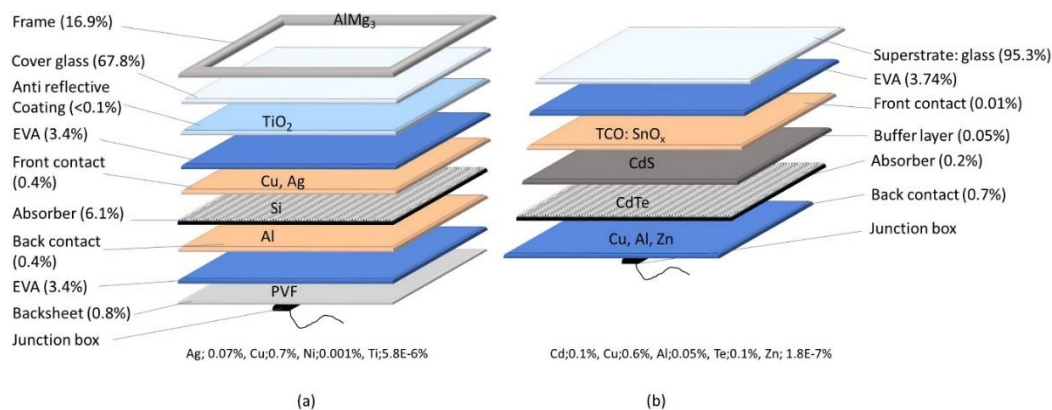 Frame (16.9%)
Cover glass (67.8%)
Anti reflective
Coating (<0.1%)
EVA (3.4%)
Front contact
(0.4%)
Absorber (6.1%)
Back contact
(0.4%)
EVA (3.4%)
Backsheet (0.8%)
Junction box
AlMg₃
TiO₂
Cu, Ag
Si
Al
PVF
Ag; 0.07%, Cu;0.7%, Ni;0.001%, Ti;5.8E-6%
(a)
TCO: SnOₓ
CdS
CdTe
Cu, Al, Zn
Superstrate: glass (95.3%)
EVA (3.74%)
Front contact (0.01%)
Buffer layer (0.05%)
Absorber (0.2%)
Back contact (0.7%)
Junction box
Cd;0.1%, Cu;0.6%, Al;0.05%, Te;0.1%, Zn; 1.8E-7%
(b)